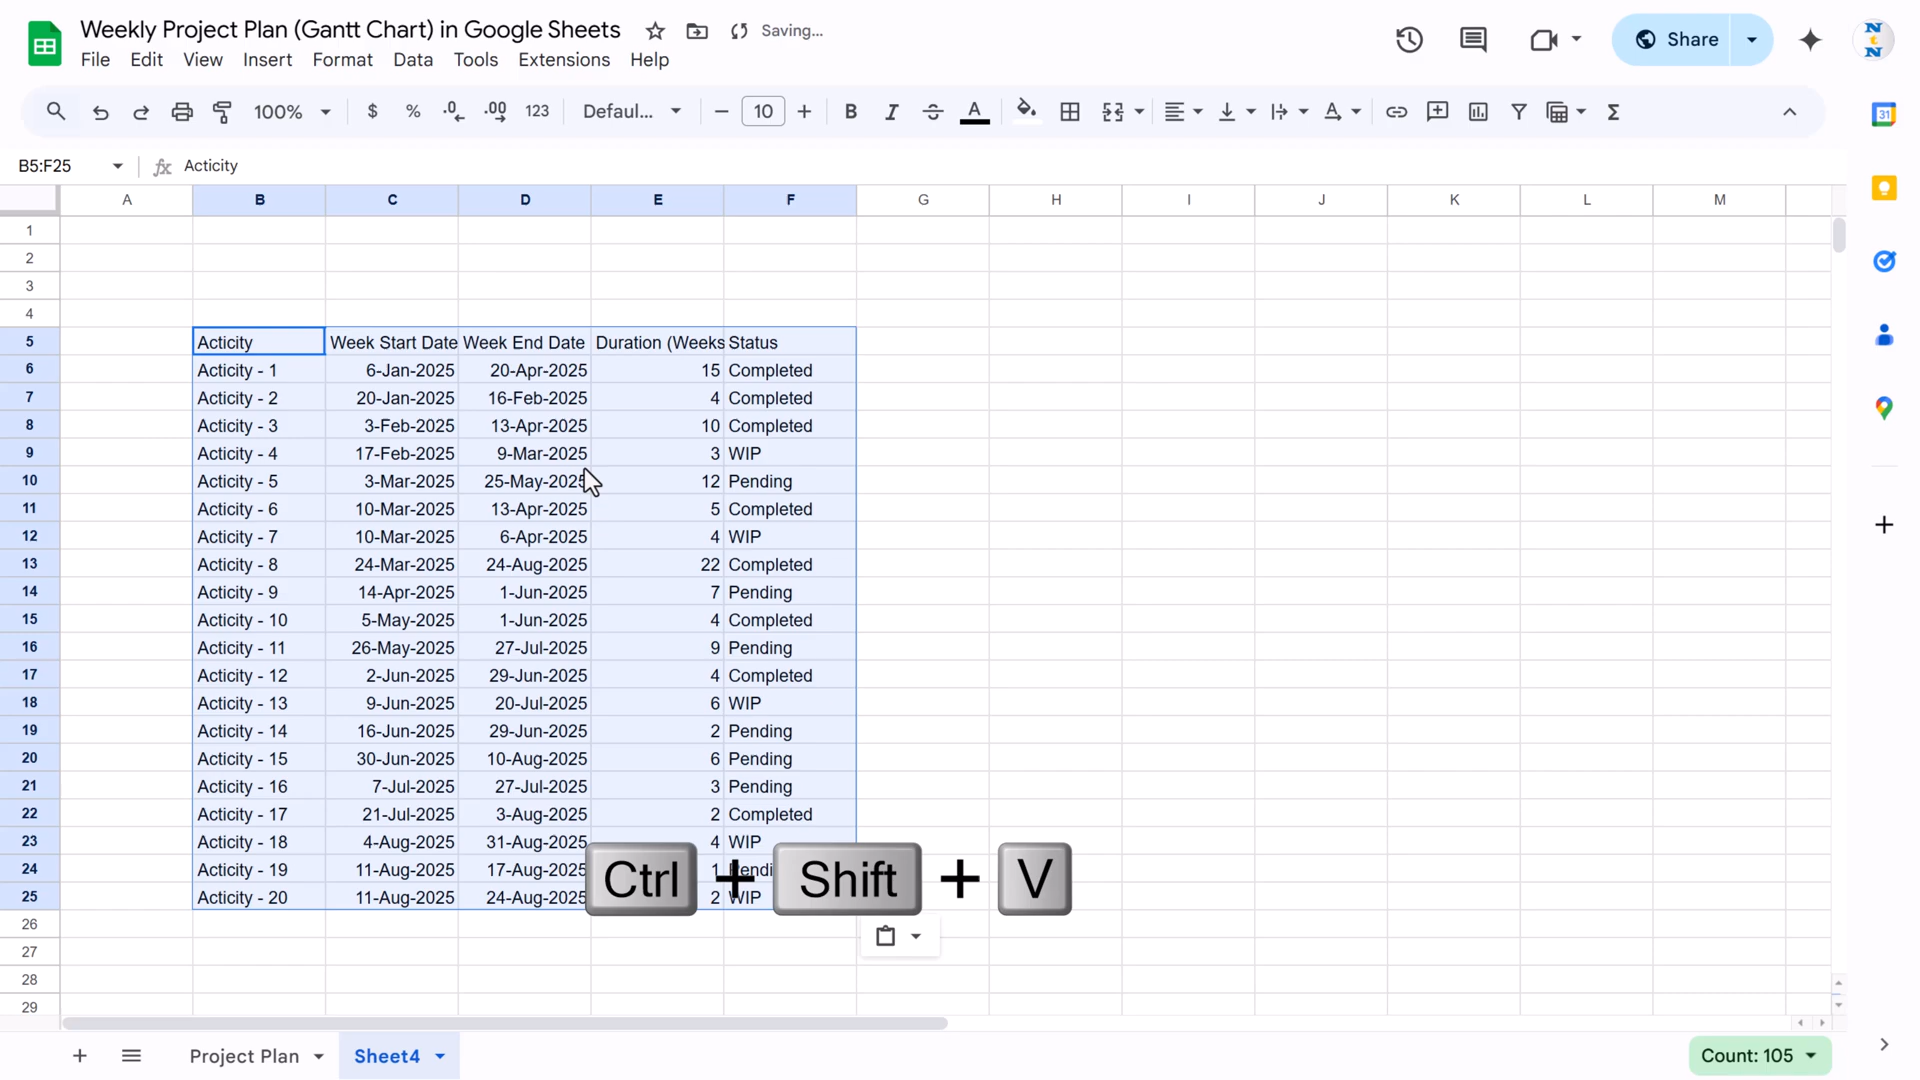 Weekly Project Plan (Gantt Chart) in Google Sheets Saving...
File Edit View Insert Format Data Tools Extensions Help
Share
100% $ % .0 .00 123 Defaul... 10 B I S A
B5:F25 fx Acticity
A B C D E F G H I J K L M
1
2
3
4
5 Acticity Week Start Date Week End Date Duration (Weeks Status
6 Acticity - 1 6-Jan-2025 20-Apr-2025 15 Completed
7 Acticity - 2 20-Jan-2025 16-Feb-2025 4 Completed
8 Acticity - 3 3-Feb-2025 13-Apr-2025 10 Completed
9 Acticity - 4 17-Feb-2025 9-Mar-2025 3 WIP
10 Acticity - 5 3-Mar-2025 25-May-2025 12 Pending
11 Acticity - 6 10-Mar-2025 13-Apr-2025 5 Completed
12 Acticity - 7 10-Mar-2025 6-Apr-2025 4 WIP
13 Acticity - 8 24-Mar-2025 24-Aug-2025 22 Completed
14 Acticity - 9 14-Apr-2025 1-Jun-2025 7 Pending
15 Acticity - 10 5-May-2025 1-Jun-2025 4 Completed
16 Acticity - 11 26-May-2025 27-Jul-2025 9 Pending
17 Acticity - 12 2-Jun-2025 29-Jun-2025 4 Completed
18 Acticity - 13 9-Jun-2025 20-Jul-2025 6 WIP
19 Acticity - 14 16-Jun-2025 29-Jun-2025 2 Pending
20 Acticity - 15 30-Jun-2025 10-Aug-2025 6 Pending
21 Acticity - 16 7-Jul-2025 27-Jul-2025 3 Pending
22 Acticity - 17 21-Jul-2025 3-Aug-2025 2 Completed
23 Acticity - 18 4-Aug-2025 31-Aug-2025 4 WIP
24 Acticity - 19 11-Aug-2025 17-Aug-2025 1 Pendi
25 Acticity - 20 11-Aug-2025 24-Aug-2025 2 WIP
Ctrl + Shift + V
26
27
28
29
Project Plan Sheet4 Count: 105